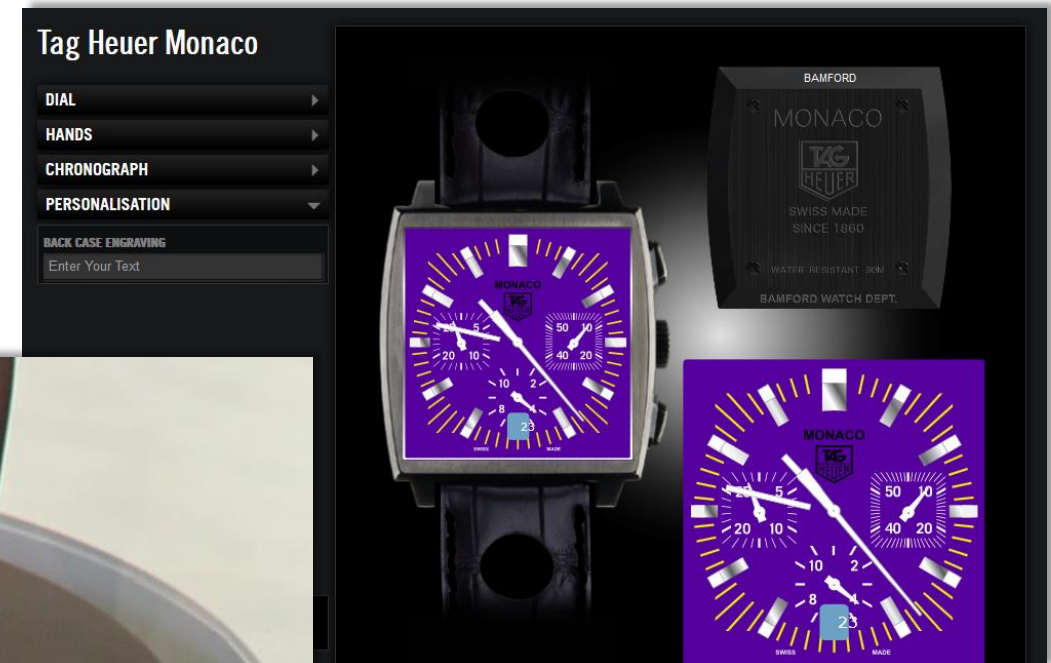 Tag Heuer Monaco
DIAL
HANDS
CHRONOGRAPH
PERSONALISATION
BACK CASE ENGRAVING
Enter Your Text
BAMFORD
MONACO
TAG
HEUER
SWISS MADE
SINCE 1860
WATER RESISTANT 30M
BAMFORD WATCH DEPT.
MONACO
TAG
HEUER
5
20 10
50 10
40 20
10 2
8 4
23
SWISS MADE
MONACO
TAG
HEUER
5
20 10
50 10
40 20
10 2
8 4
23
SWISS MADE